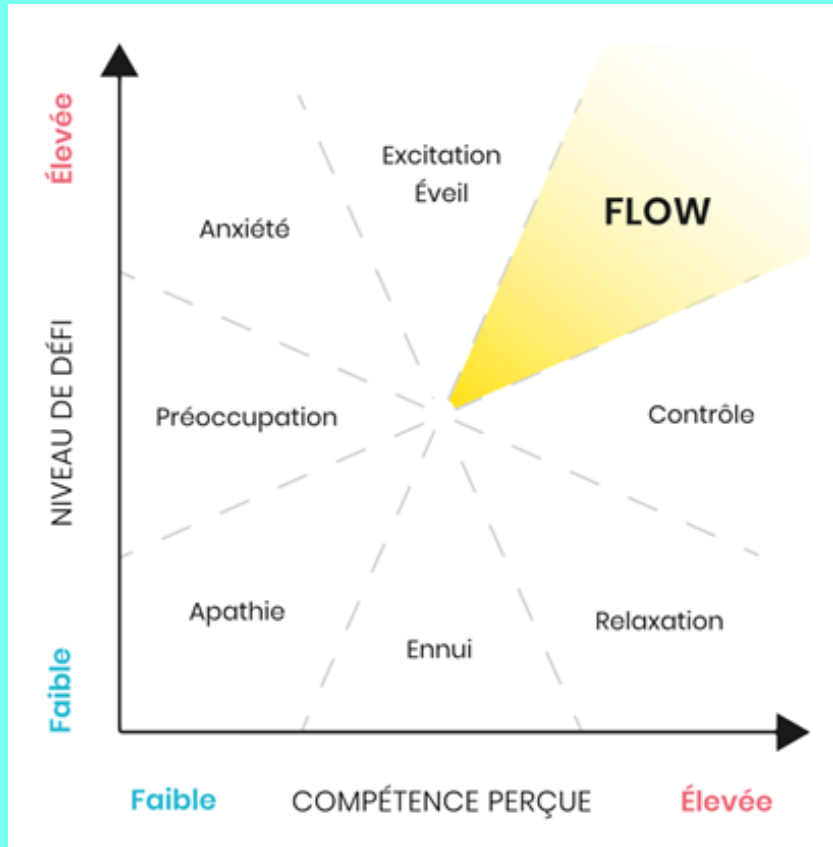 Élevée
Excitation
Éveil
FLOW
Anxiété
NIVEAU DE DÉFI
Préoccupation
Contrôle
Apathie
Relaxation
Ennui
Faible
Faible
COMPÉTENCE PERÇUE
Élevée